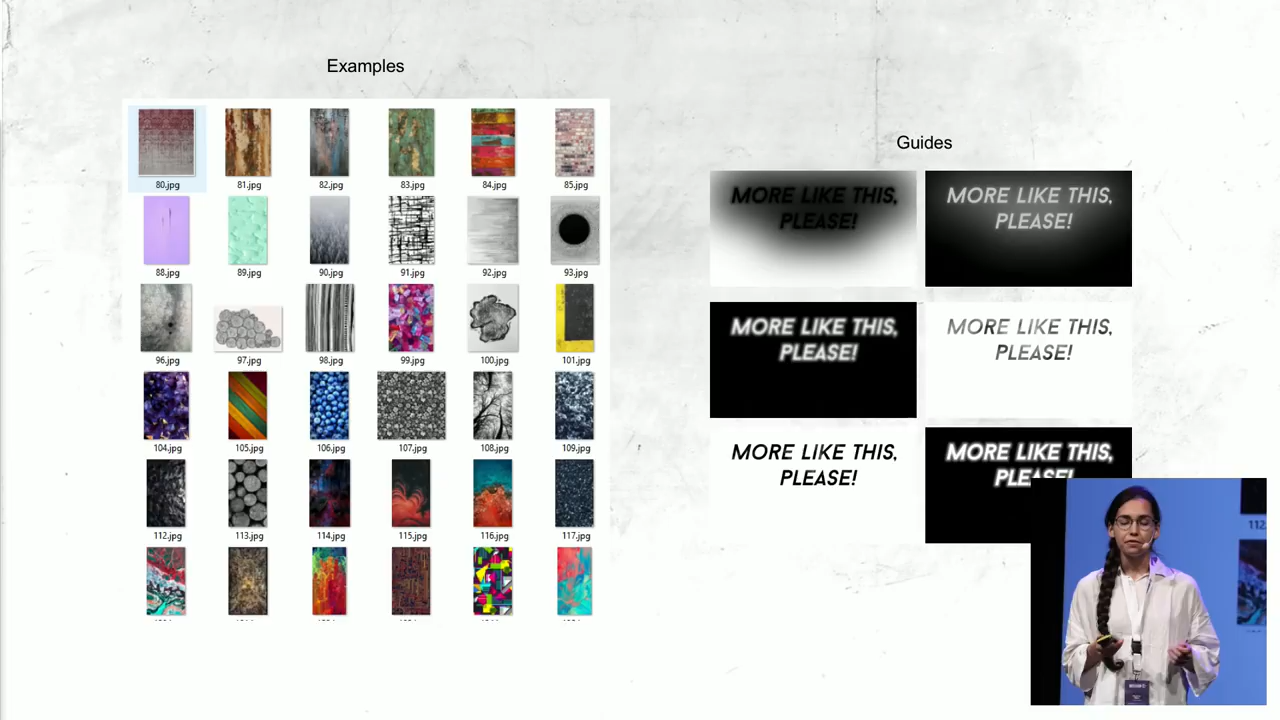 Examples
80.jpg 81.jpg 82.jpg 83.jpg 84.jpg 85.jpg
88.jpg 89.jpg 90.jpg 91.jpg 92.jpg 93.jpg
96.jpg 97.jpg 98.jpg 99.jpg 100.jpg 101.jpg
104.jpg 105.jpg 106.jpg 107.jpg 108.jpg 109.jpg
112.jpg 113.jpg 114.jpg 115.jpg 116.jpg 117.jpg
Guides
MORE LIKE THIS,
PLEASE!
MORE LIKE THIS,
PLEASE!
MORE LIKE THIS,
PLEASE!
MORE LIKE THIS,
PLEASE!
MORE LIKE THIS,
PLEASE!
MORE LIKE THIS,
PLEASE!
112